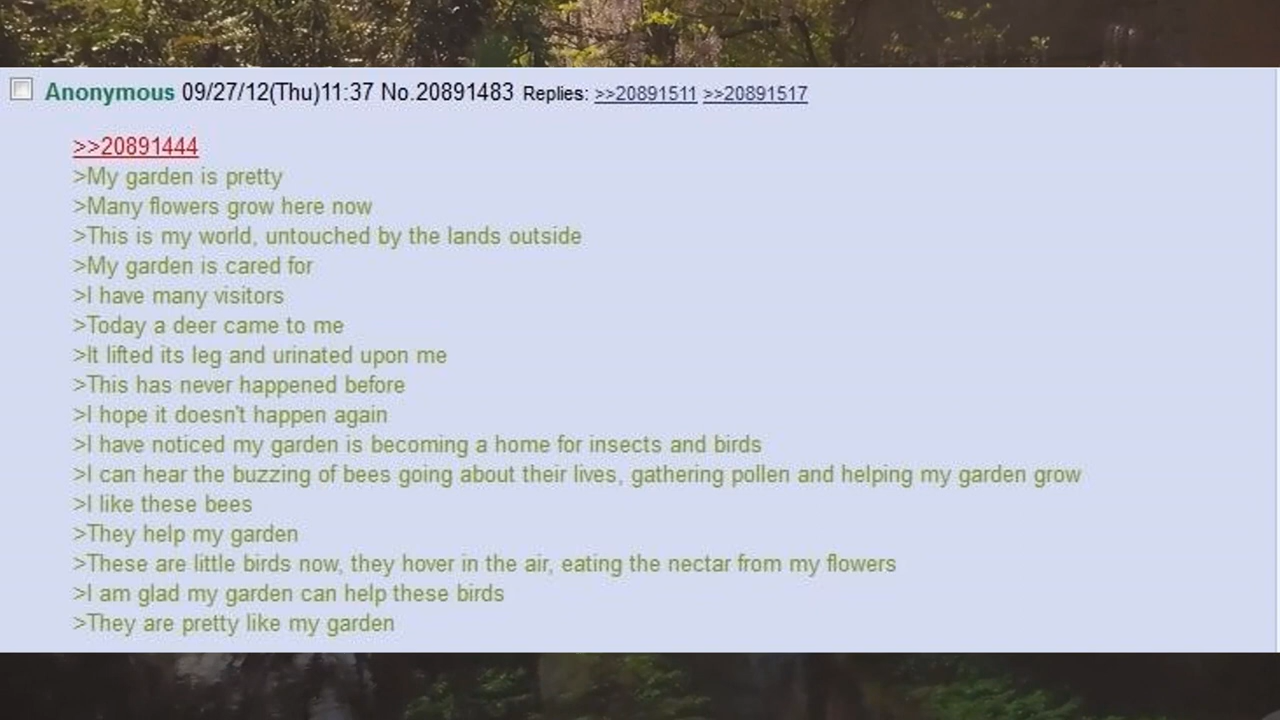 Anonymous 09/27/12(Thu)11:37 No.20891483 Replies: >>20891511 >>20891517
>>20891444
>My garden is pretty
>Many flowers grow here now
>This is my world, untouched by the lands outside
>My garden is cared for
>I have many visitors
>Today a deer came to me
>It lifted its leg and urinated upon me
>This has never happened before
>I hope it doesn't happen again
>I have noticed my garden is becoming a home for insects and birds
>I can hear the buzzing of bees going about their lives, gathering pollen and helping my garden grow
>I like these bees
>They help my garden
>These are little birds now, they hover in the air, eating the nectar from my flowers
>I am glad my garden can help these birds
>They are pretty like my garden